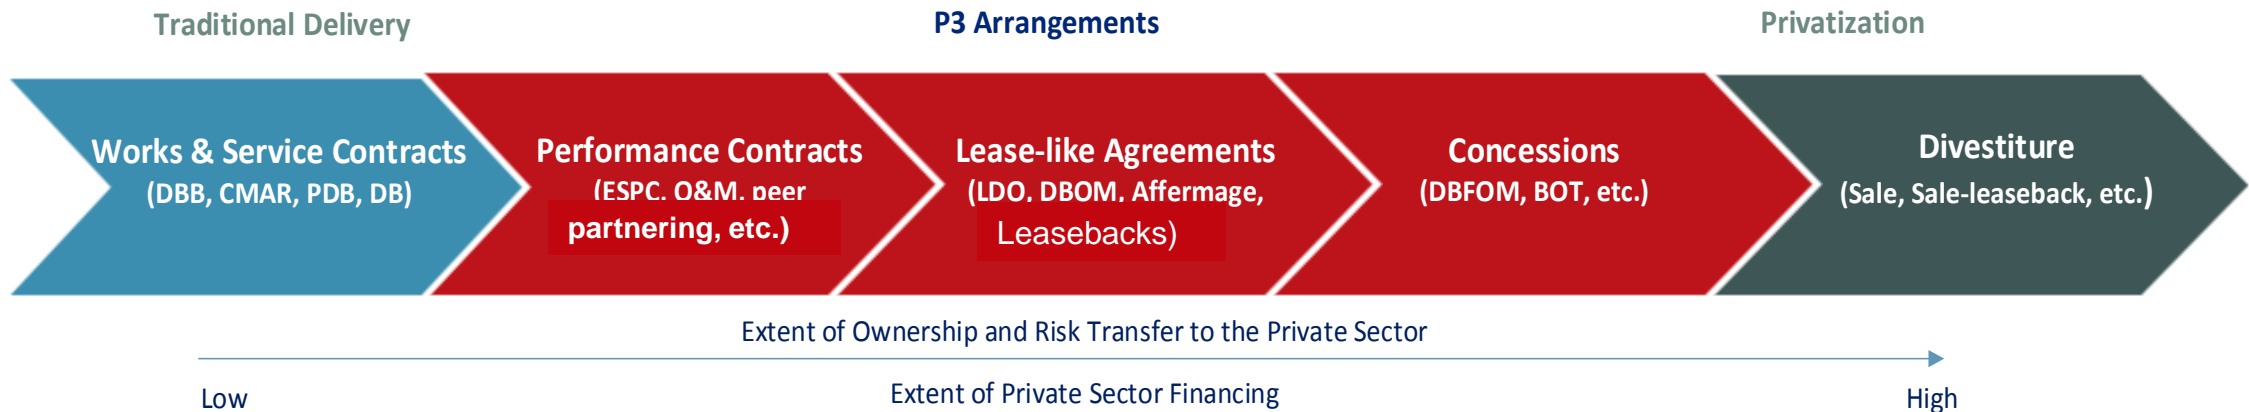 Traditional Delivery
P3 Arrangements
Privatization
Works & Service Contracts
(DBB, CMAR, PDB, DB)
Performance Contracts
(ESPC, O&M, peer
partnering, etc.)
Lease-like Agreements
(LDO, DBOM, Affermage,
Leasebacks)
Concessions
(DBFOM, BOT, etc.)
Divestiture
(Sale, Sale-leaseback, etc.)
Extent of Ownership and Risk Transfer to the Private Sector
Low
Extent of Private Sector Financing
High